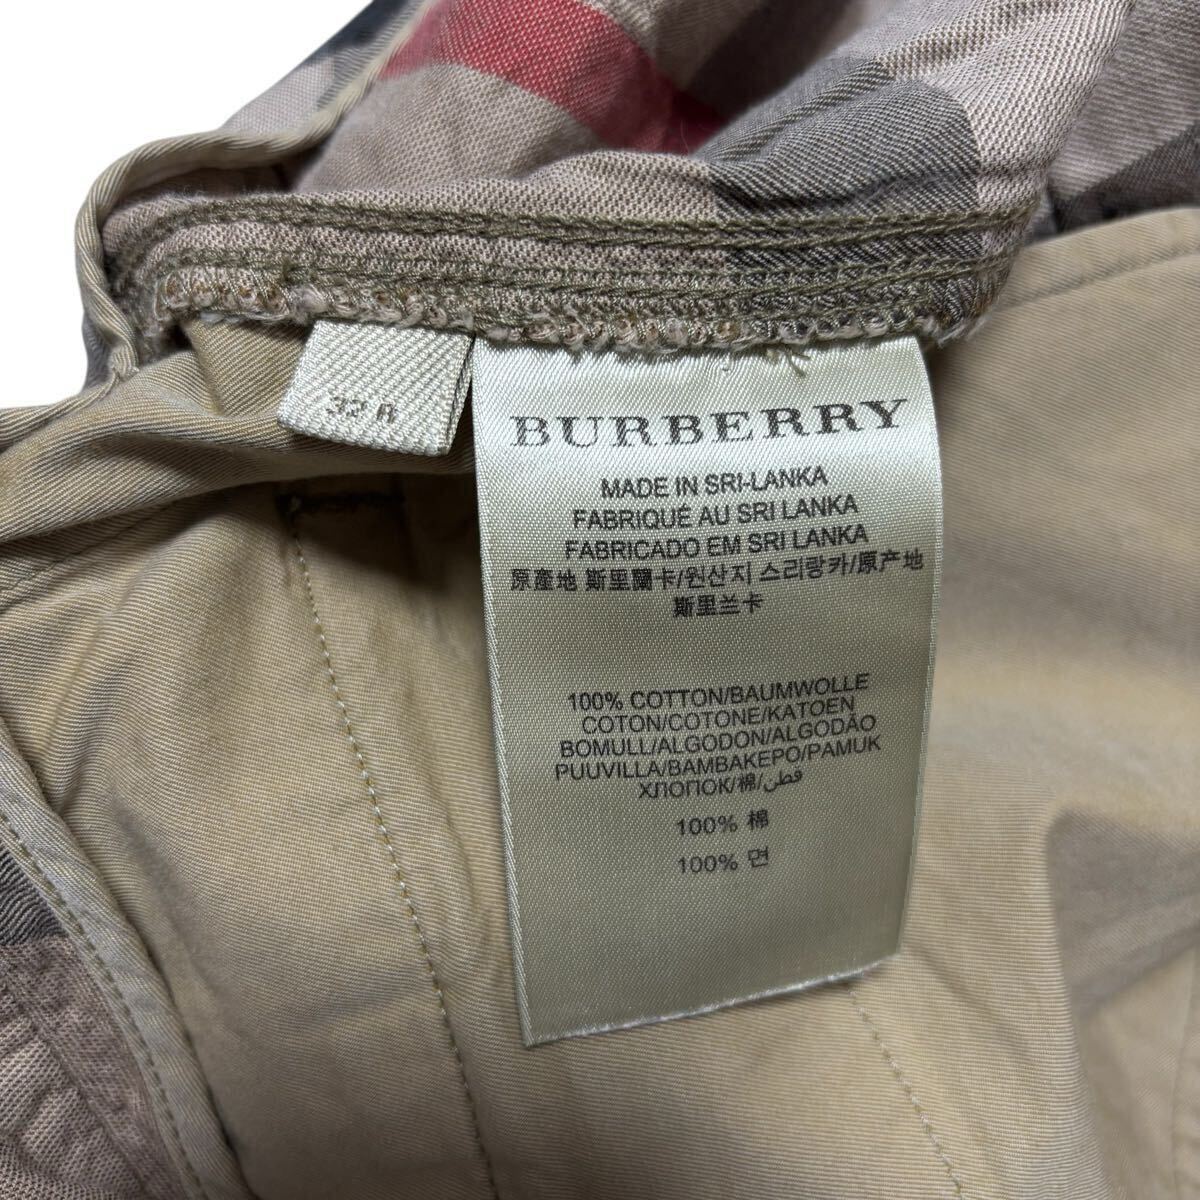 32 R
BURBERRY
MADE IN SRI-LANKA
FABRIQUÉ AU SRI LANKA
FABRICADO EM SRI LANKA
原產地 斯里蘭卡/원산지 스리랑카/原产地
斯里兰卡
100% COTTON/BAUMWOLLE
COTON/COTONE/KATOEN
BOMULL/ALGODON/ALGODÃO
PUUVILLA/BAMBAKEPO/PAMUK
ХЛОПОК/棉/قطن
100% 棉
100% 면